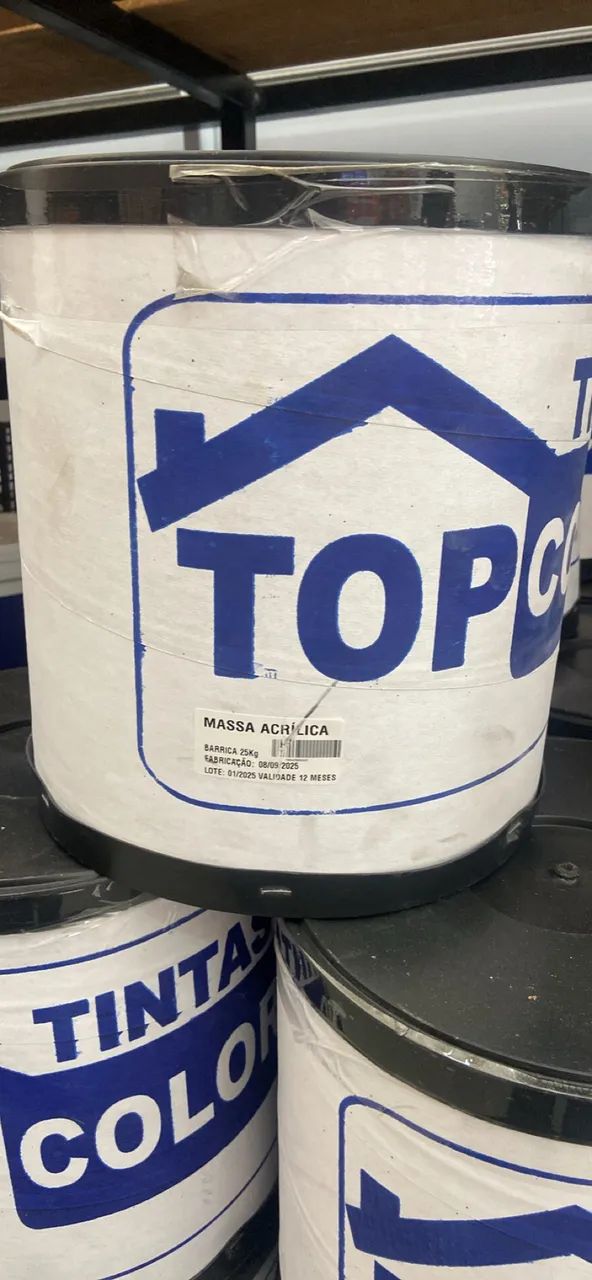 TOP
MASSA ACRÍLICA
BARRICA 25Kg
FABRICAÇÃO: 08/09/2025
LOTE: 01/2025 VALIDADE 12 MESES
TINTAS
COLOR